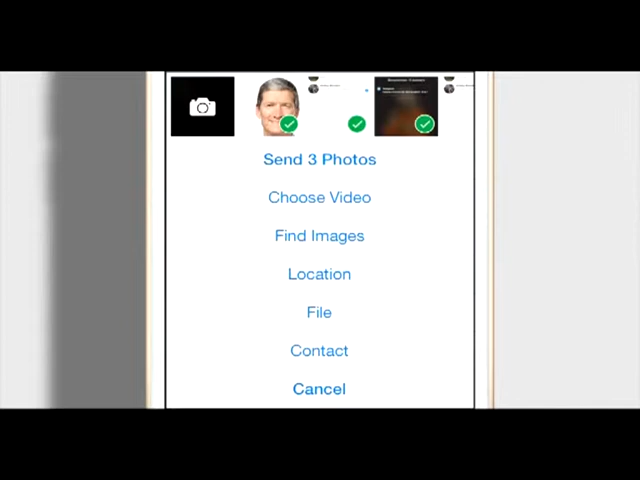 Send 3 Photos
Choose Video
Find Images
Location
File
Contact
Cancel